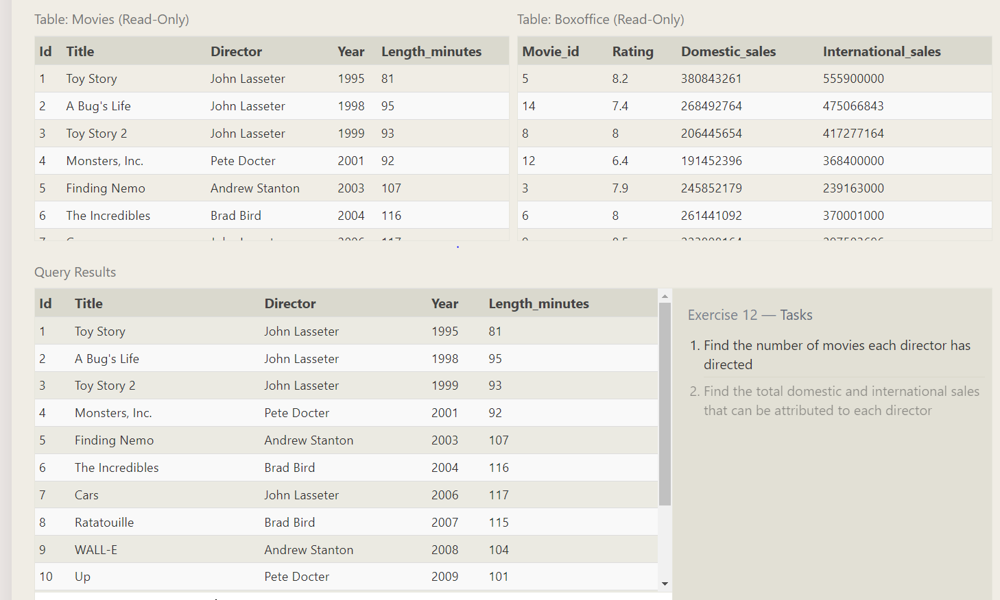 Table: Movies (Read-Only)
Id Title Director Year Length_minutes
1 Toy Story John Lasseter 1995 81
2 A Bug's Life John Lasseter 1998 95
3 Toy Story 2 John Lasseter 1999 93
4 Monsters, Inc. Pete Docter 2001 92
5 Finding Nemo Andrew Stanton 2003 107
6 The Incredibles Brad Bird 2004 116
Table: Boxoffice (Read-Only)
Movie_id Rating Domestic_sales International_sales
5 8.2 380843261 555900000
14 7.4 268492764 475066843
8 8 206445654 417277164
12 6.4 191452396 368400000
3 7.9 245852179 239163000
6 8 261441092 370001000
Query Results
Id Title Director Year Length_minutes
1 Toy Story John Lasseter 1995 81
2 A Bug's Life John Lasseter 1998 95
3 Toy Story 2 John Lasseter 1999 93
4 Monsters, Inc. Pete Docter 2001 92
5 Finding Nemo Andrew Stanton 2003 107
6 The Incredibles Brad Bird 2004 116
7 Cars John Lasseter 2006 117
8 Ratatouille Brad Bird 2007 115
9 WALL-E Andrew Stanton 2008 104
10 Up Pete Docter 2009 101
Exercise 12 — Tasks
1. Find the number of movies each director has
directed
2. Find the total domestic and international sales
that can be attributed to each director